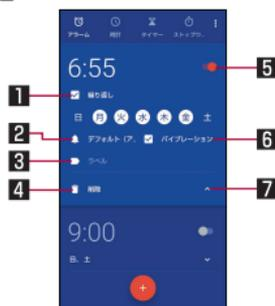 アラーム 時計 タイマー ストップウ...
6:55
5
1 繰り返し
日 月 火 水 木 金 土
2 デフォルト (ア. バイブレーション 6
3 ラベル
4 削除 7
9:00
日、土